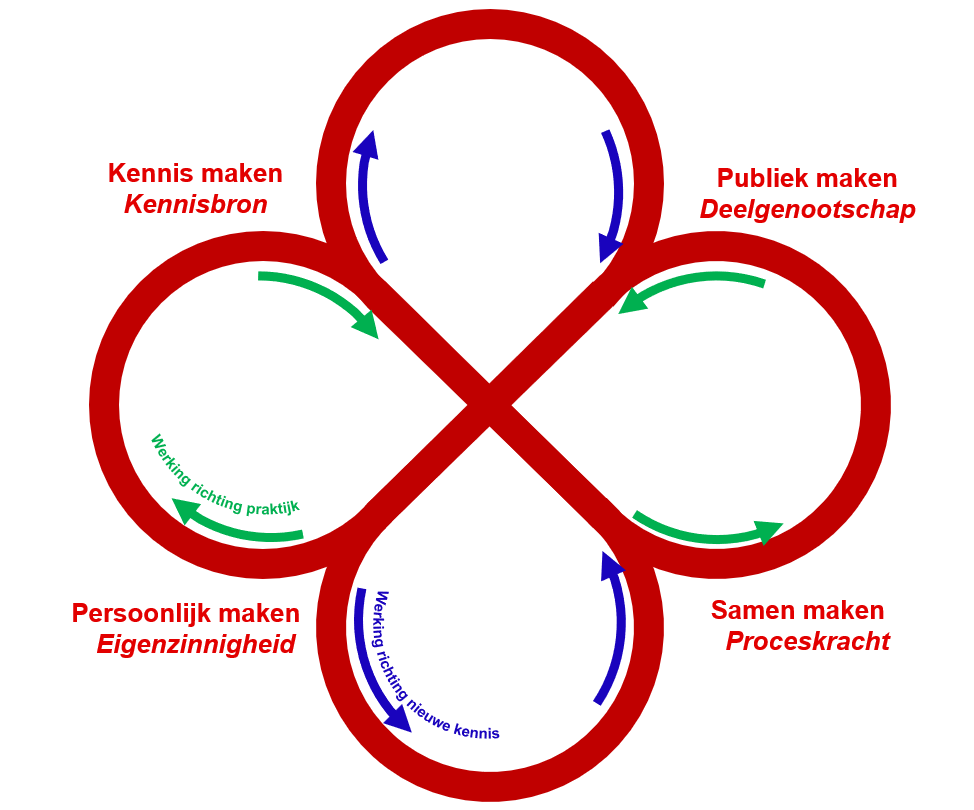 Kennis maken
Kennisbron
Publiek maken
Deelgenootschap
Werking richting praktijk
Persoonlijk maken
Eigenzinnigheid
Werking richting nieuwe kennis
Samen maken
Proceskracht